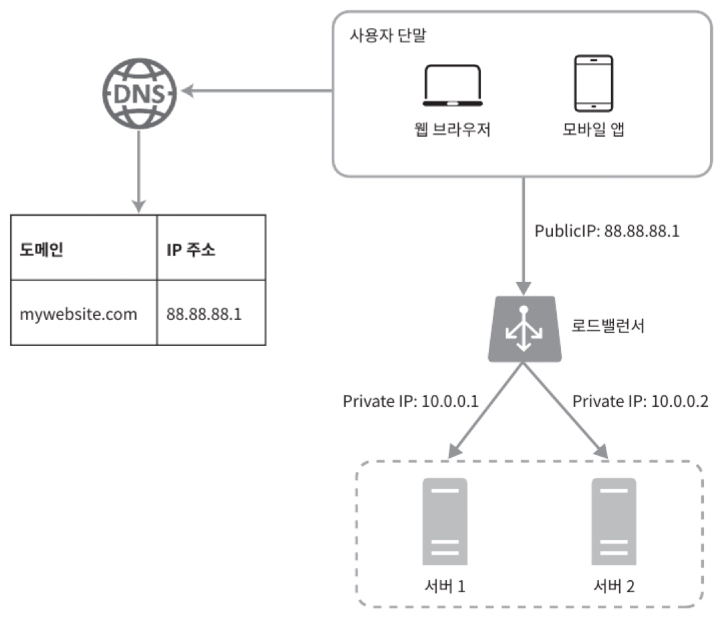 사용자 단말
DNS
웹 브라우저
모바일 앱
도메인 IP 주소
mywebsite.com 88.88.88.1
PublicIP: 88.88.88.1
로드밸런서
Private IP: 10.0.0.1
Private IP: 10.0.0.2
서버 1
서버 2